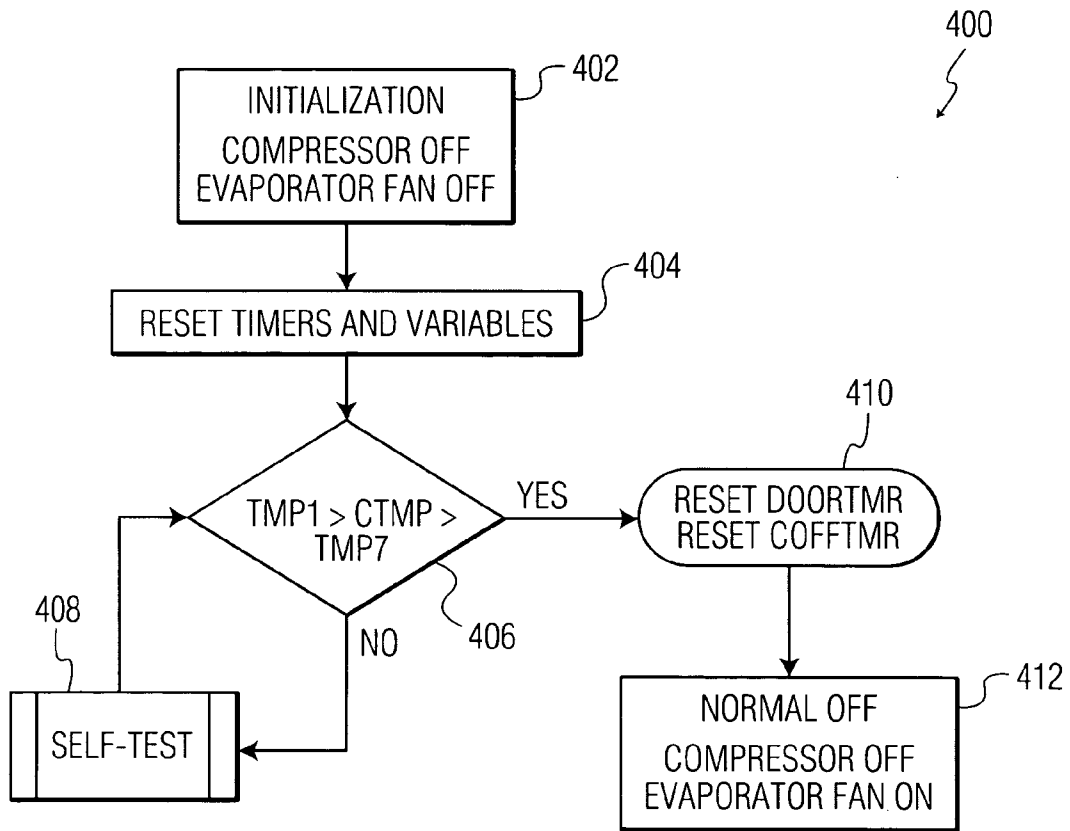 400
402
INITIALIZATION
COMPRESSOR OFF
EVAPORATOR FAN OFF
404
RESET TIMERS AND VARIABLES
410
TMP1 > CTMP >
TMP7
YES
RESET DOORTMR
RESET COFFTMR
406
NO
408
SELF-TEST
412
NORMAL OFF
COMPRESSOR OFF
EVAPORATOR FAN ON